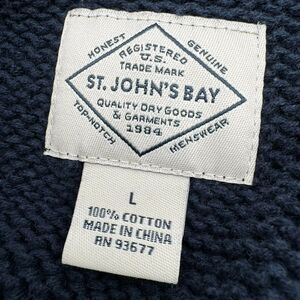 HONEST
GENUINE
REGISTERED
U.S.
TRADE MARK
ST. JOHN'S BAY
QUALITY DRY GOODS
& GARMENTS
1984
TOP-NOTCH
MENSWEAR
L
100% COTTON
MADE IN CHINA
RN 93677